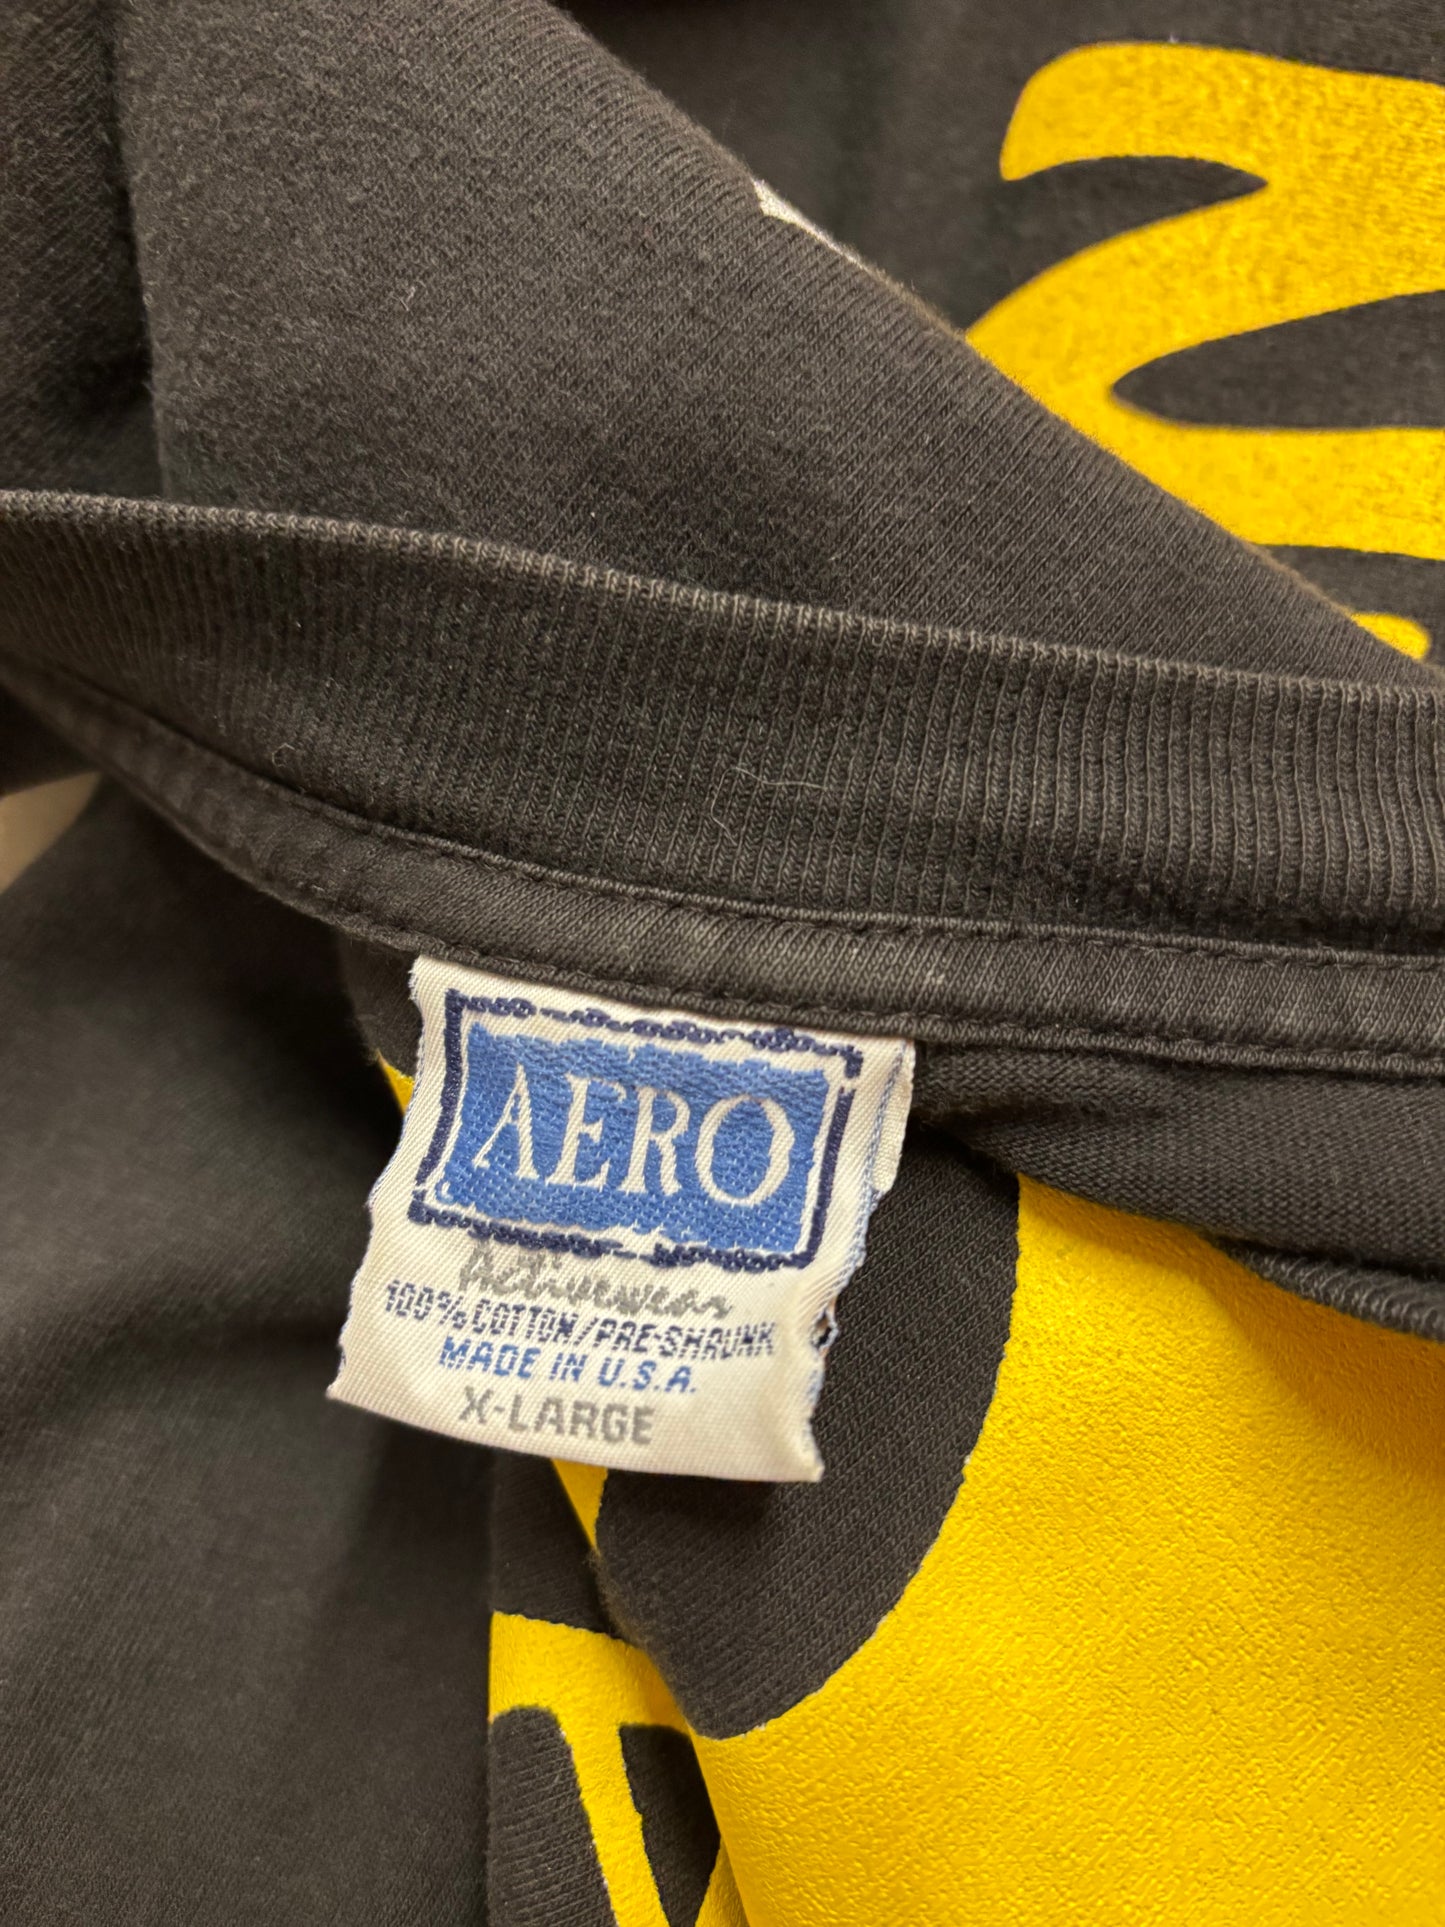 AERO
Activewear
100% COTTON/PRE-SHRUNK
MADE IN U.S.A.
X-LARGE